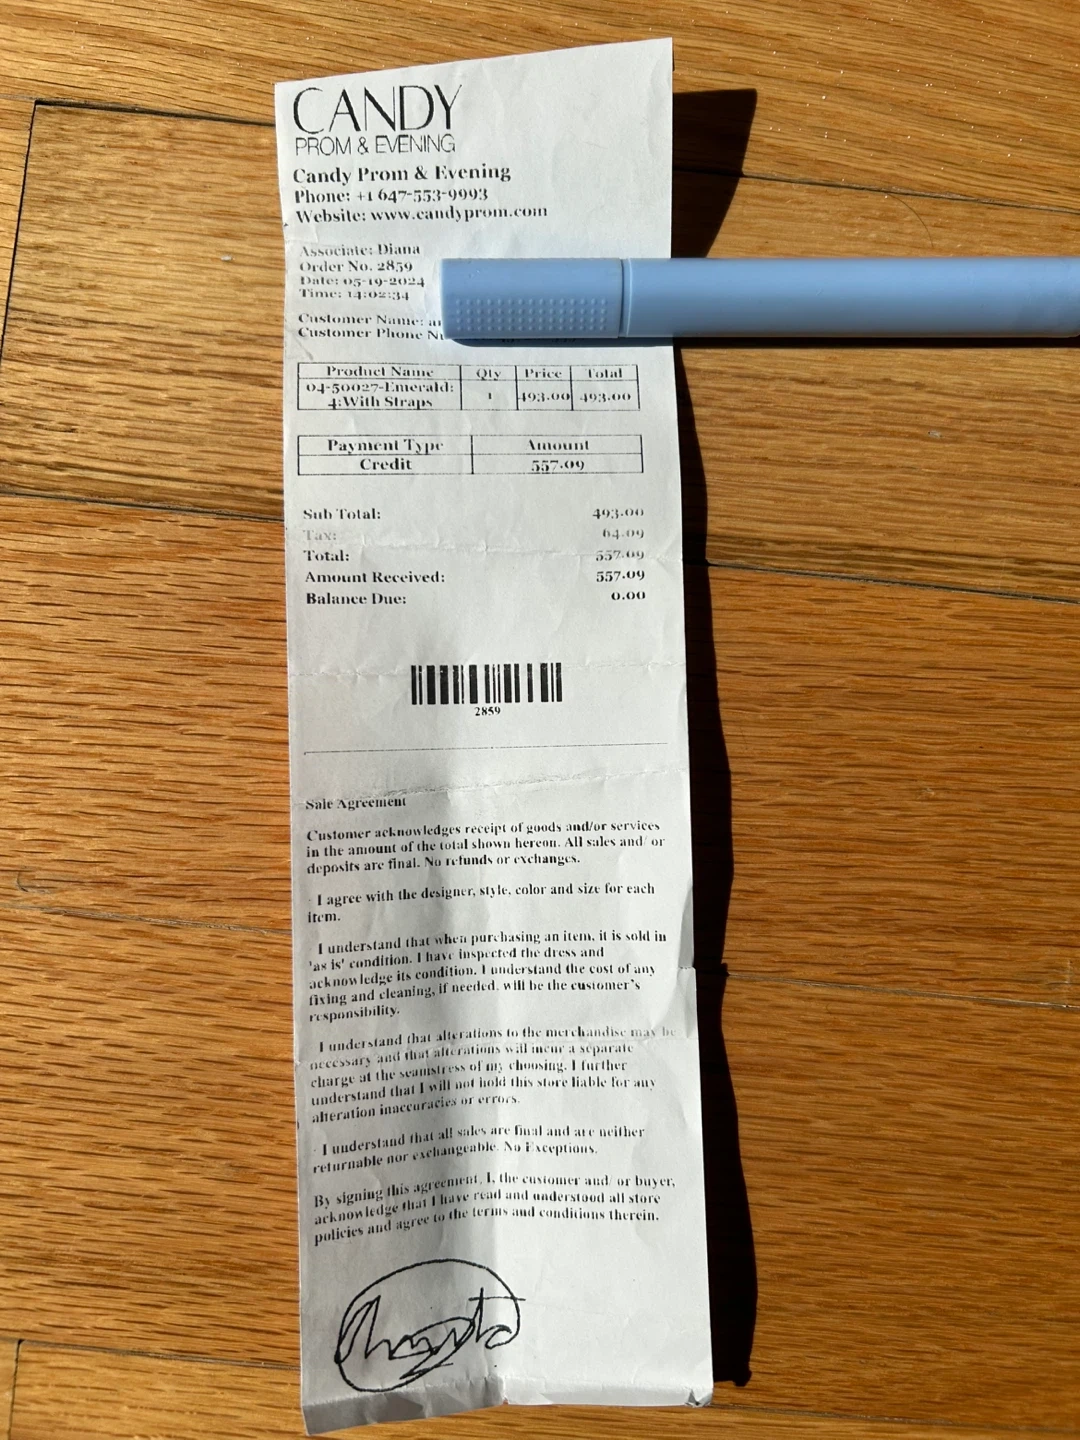 CANDY
PROM & EVENING
Candy Prom & Evening
Phone: +1 647-553-9993
Website: www.candyprom.com
Associate: Diana
Order No. 2859
Date: 05-19-2024
Time: 14:02:34
Customer Name:
Customer Phone
Product Name Qty Price Total
04-50027-Emerald: 1 493.00 493.00
4:With Straps
Payment Type Amount
Credit 557.09
Sub Total: 493.00
Tax: 64.09
Total: 557.09
Amount Received: 557.09
Balance Due: 0.00
2859
Sale Agreement
Customer acknowledges receipt of goods and/or services
in the amount of the total shown hereon. All sales and/ or
deposits are final. No refunds or exchanges.
· I agree with the designer, style, color and size for each
item.
I understand that when purchasing an item, it is sold in
'as is' condition. I have inspected the dress and
acknowledge its condition. I understand the cost of any
fixing and cleaning, if needed, will be the customer's
responsibility.
I understand that alterations to the merchandise may be
necessary and that alterations will incur a separate
charge at the seamstress of my choosing. I further
understand that I will not hold this store liable for any
alteration inaccuracies or errors.
· I understand that all sales are final and are neither
returnable nor exchangeable. No Exceptions.
By signing this agreement, I, the customer and/ or buyer,
acknowledge that I have read and understood all store
policies and agree to the terms and conditions therein.